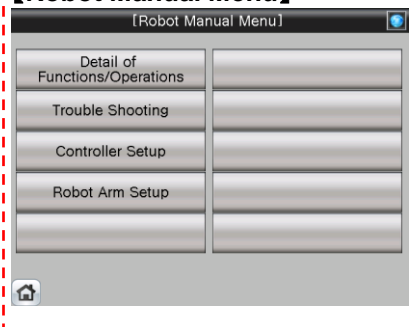 【Robot Manual Menu】
[Robot Manual Menu]
Detail of
Functions/Operations
Trouble Shooting
Controller Setup
Robot Arm Setup